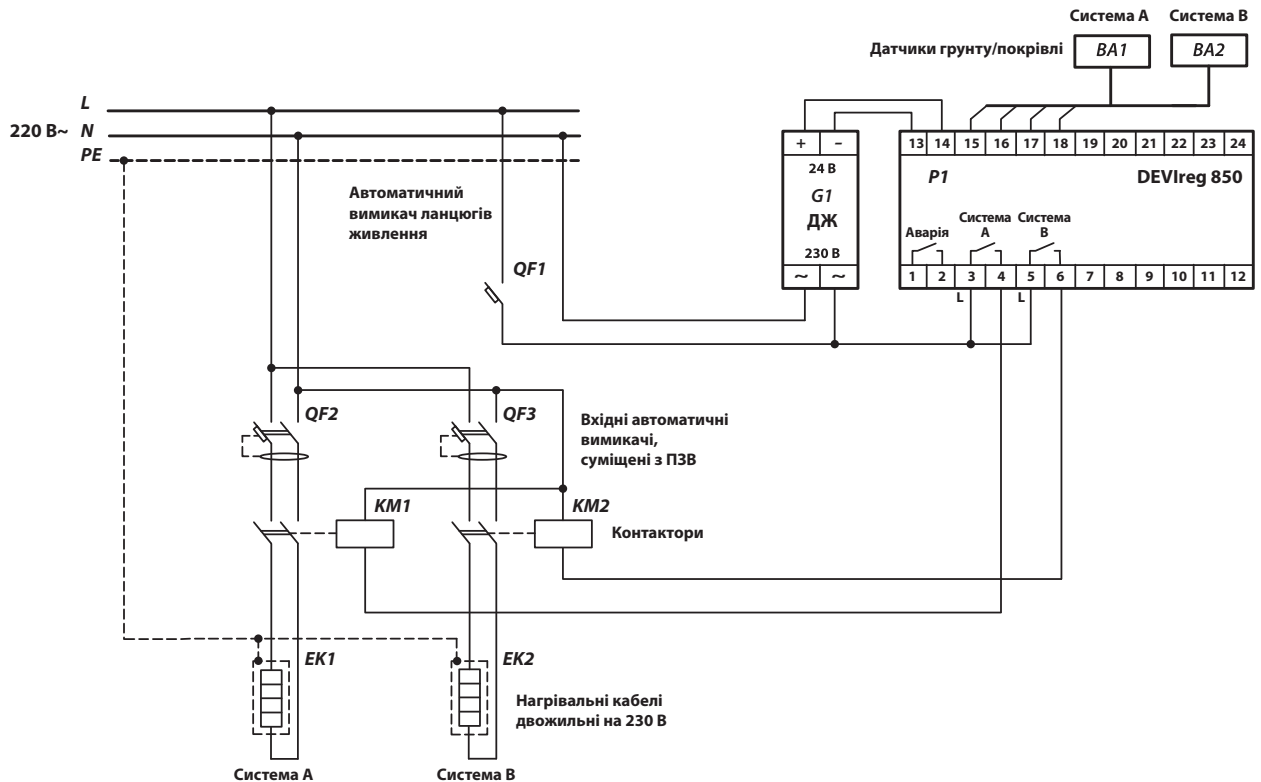 Система А Система В
Датчики грунту/покрівлі BA1 BA2
L
220 В~ N
PE
+ –
24 В
G1
ДЖ
230 В
~ ~
13 14 15 16 17 18 19 20 21 22 23 24
P1 DEVIreg 850
Аварія
Система
А
Система
В
1 2 3 4 5 6 7 8 9 10 11 12
L L
Автоматичний
вимикач ланцюгів
живлення
QF1
QF2 QF3
Вхідні автоматичні
вимикачі,
суміщені з ПЗВ
KM1 KM2
Контактори
EK1 EK2
Нагрівальні кабелі
двожильні на 230 В
Система А Система В